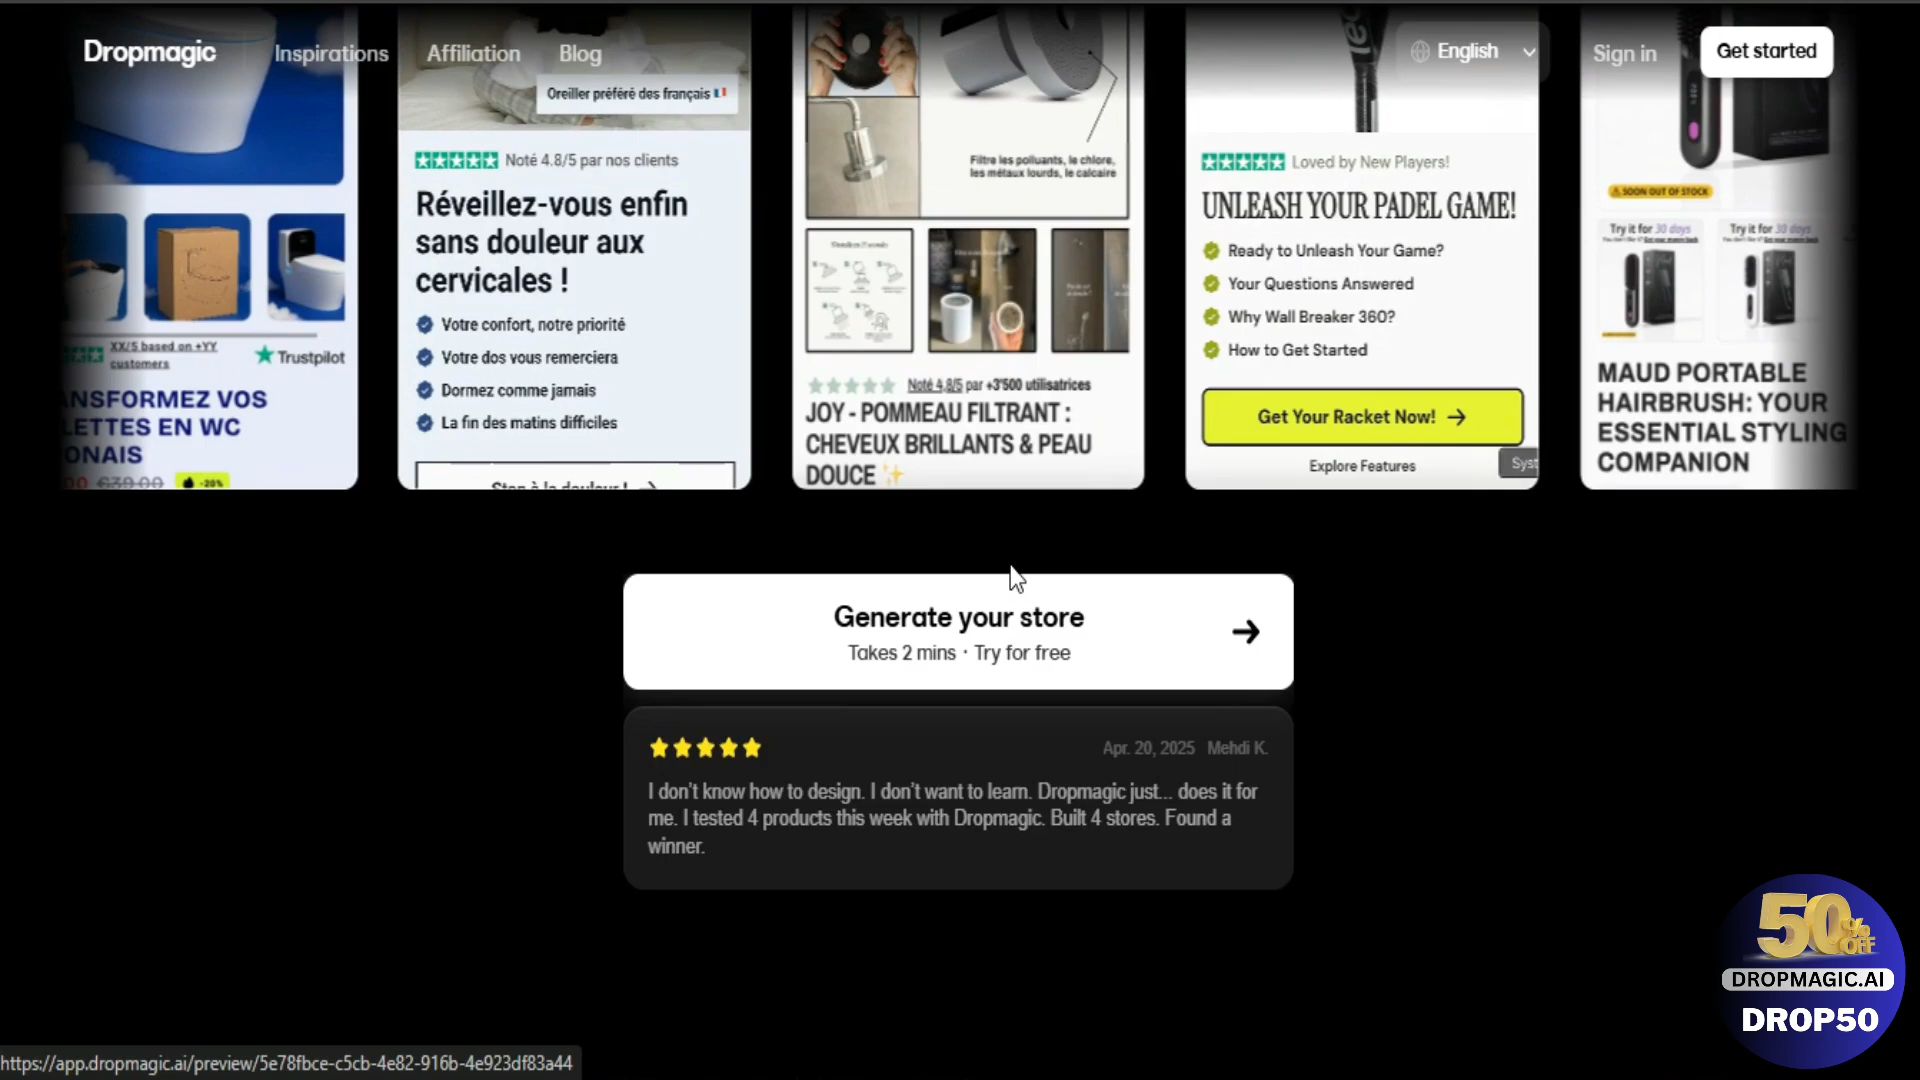 Dropmagic
Inspirations
Affiliation
Blog
English
Sign in
Get started
XX/5 based on +YY
customers
Trustpilot
ANSFORMEZ VOS
LETTES EN WC
ONAIS
€39.00 -20%
Oreiller préféré des français
Noté 4.8/5 par nos clients
Réveillez-vous enfin
sans douleur aux
cervicales !
Votre confort, notre priorité
Votre dos vous remerciera
Dormez comme jamais
La fin des matins difficiles
Stop à la douleur ! →
Filtre les polluants, le chlore,
les métaux lourds, le calcaire
Noté 4,8/5 par +3'500 utilisatrices
JOY - POMMEAU FILTRANT :
CHEVEUX BRILLANTS & PEAU
DOUCE ✨
Loved by New Players!
UNLEASH YOUR PADEL GAME!
Ready to Unleash Your Game?
Your Questions Answered
Why Wall Breaker 360?
How to Get Started
Get Your Racket Now! →
Explore Features
Syst
SOON OUT OF STOCK
Try it for 30 days
Try it for 30 days
MAUD PORTABLE
HAIRBRUSH: YOUR
ESSENTIAL STYLING
COMPANION
Generate your store
Takes 2 mins · Try for free
→
Apr. 20, 2025 Mehdi K.
I don't know how to design. I don't want to learn. Dropmagic just... does it for
me. I tested 4 products this week with Dropmagic. Built 4 stores. Found a
winner.
50% OFF
DROPMAGIC.AI
DROP50
https://app.dropmagic.ai/preview/5e78fbce-c5cb-4e82-916b-4e923df83a44